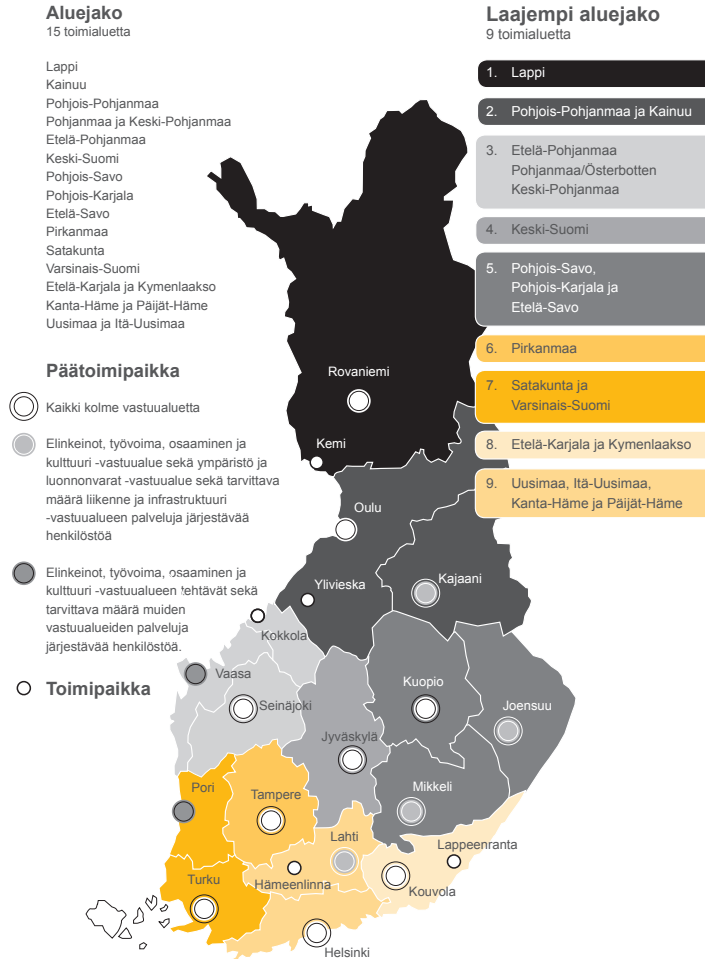 Aluejako
15 toimialuetta
Lappi
Kainuu
Pohjois-Pohjanmaa
Pohjanmaa ja Keski-Pohjanmaa
Etelä-Pohjanmaa
Keski-Suomi
Pohjois-Savo
Pohjois-Karjala
Etelä-Savo
Pirkanmaa
Satakunta
Varsinais-Suomi
Etelä-Karjala ja Kymenlaakso
Kanta-Häme ja Päijät-Häme
Uusimaa ja Itä-Uusimaa
Päätoimipaikka
Kaikki kolme vastuualuetta
Elinkeinot, työvoima, osaaminen ja
kulttuuri -vastuualue sekä ympäristö ja
luonnonvarat -vastuualue sekä tarvittava
määrä liikenne ja infrastruktuuri
-vastuualueen palveluja järjestävää
henkilöstöä
Elinkeinot, työvoima, osaaminen ja
kulttuuri -vastuualueen tehtävät sekä
tarvittava määrä muiden
vastuualueiden palveluja
järjestävää henkilöstöä.
Toimipaikka
Laajempi aluejako
9 toimialuetta
1. Lappi
2. Pohjois-Pohjanmaa ja Kainuu
3. Etelä-Pohjanmaa
Pohjanmaa/Österbotten
Keski-Pohjanmaa
4. Keski-Suomi
5. Pohjois-Savo,
Pohjois-Karjala ja
Etelä-Savo
6. Pirkanmaa
7. Satakunta ja
Varsinais-Suomi
8. Etelä-Karjala ja Kymenlaakso
9. Uusimaa, Itä-Uusimaa,
Kanta-Häme ja Päijät-Häme
Rovaniemi
Kemi
Oulu
Ylivieska
Kajaani
Kokkola
Vaasa
Seinäjoki
Kuopio
Joensuu
Jyväskylä
Mikkeli
Pori
Tampere
Lahti
Lappeenranta
Turku
Hämeenlinna
Kouvola
Helsinki